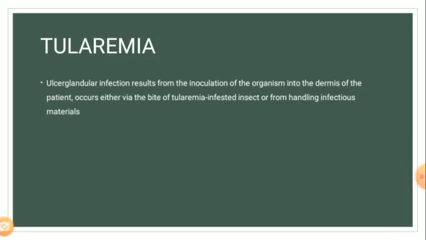 TULAREMIA
• Ulcerglandular infection results from the inoculation of the organism into the dermis of the
patient, occurs either via the bite of tularemia-infested insect or from handling infectious
materials